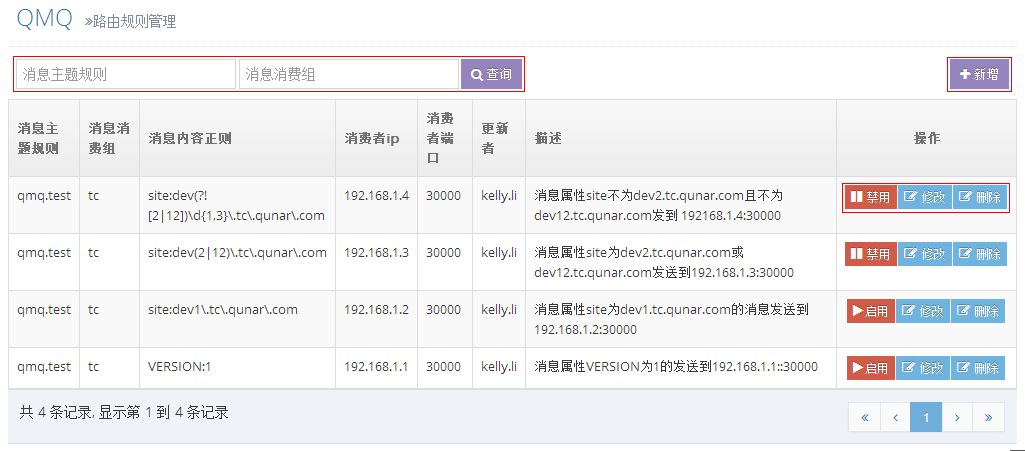 QMQ »路由规则管理
消息主题规则 消息消费组 查询 新增
消息主题规则 消息消费组 消息内容正则 消费者ip 消费者端口 更新者 描述 操作
qmq.test tc site:dev(?! 192.168.1.4 30000 kelly.li 消息属性site不为dev2.tc.qunar.com且不为 禁用 修改 删除
[2|12])\d{1,3}\.tc\.qunar\.com dev12.tc.qunar.com发到 192168.1.4:30000
qmq.test tc site:dev(2|12)\.tc\.qunar\.com 192.168.1.3 30000 kelly.li 消息属性site为dev2.tc.qunar.com或 禁用 修改 删除
dev12.tc.qunar.com发送到192.168.1.3:30000
qmq.test tc site:dev1\.tc\.qunar\.com 192.168.1.2 30000 kelly.li 消息属性site为dev1.tc.qunar.com的消息发送到 启用 修改 删除
192.168.1.2:30000
qmq.test tc VERSION:1 192.168.1.1 30000 kelly.li 消息属性VERSION为1的发送到192.168.1.1::30000 启用 修改 删除
共 4 条记录, 显示第 1 到 4 条记录 « ‹ 1 › »